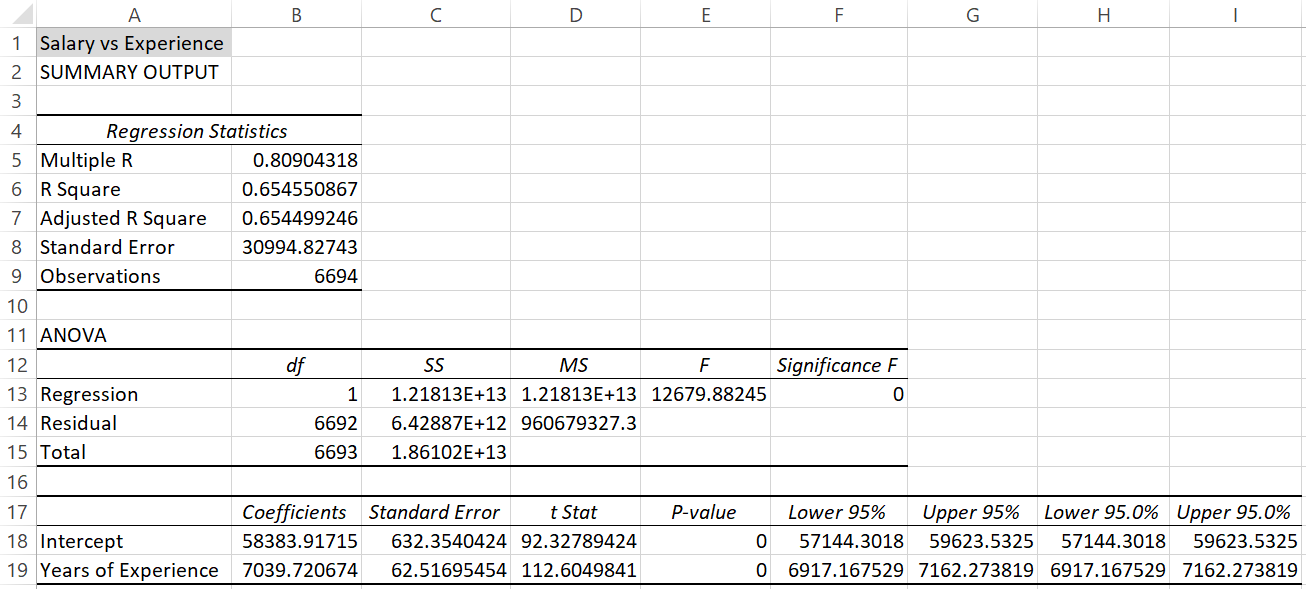 A B C D E F G H I
1 Salary vs Experience
2 SUMMARY OUTPUT
3
4 Regression Statistics
5 Multiple R 0.80904318
6 R Square 0.654550867
7 Adjusted R Square 0.654499246
8 Standard Error 30994.82743
9 Observations 6694
10
11 ANOVA
12 df SS MS F Significance F
13 Regression 1 1.21813E+13 1.21813E+13 12679.88245 0
14 Residual 6692 6.42887E+12 960679327.3
15 Total 6693 1.86102E+13
16
17 Coefficients Standard Error t Stat P-value Lower 95% Upper 95% Lower 95.0% Upper 95.0%
18 Intercept 58383.91715 632.3540424 92.32789424 0 57144.3018 59623.5325 57144.3018 59623.5325
19 Years of Experience 7039.720674 62.51695454 112.6049841 0 6917.167529 7162.273819 6917.167529 7162.273819